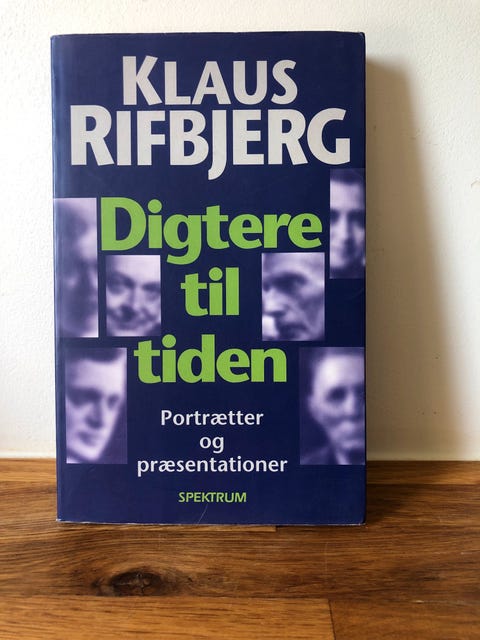 KLAUS
RIFBJERG
Digtere
til
tiden
Portrætter
og
præsentationer
SPEKTRUM